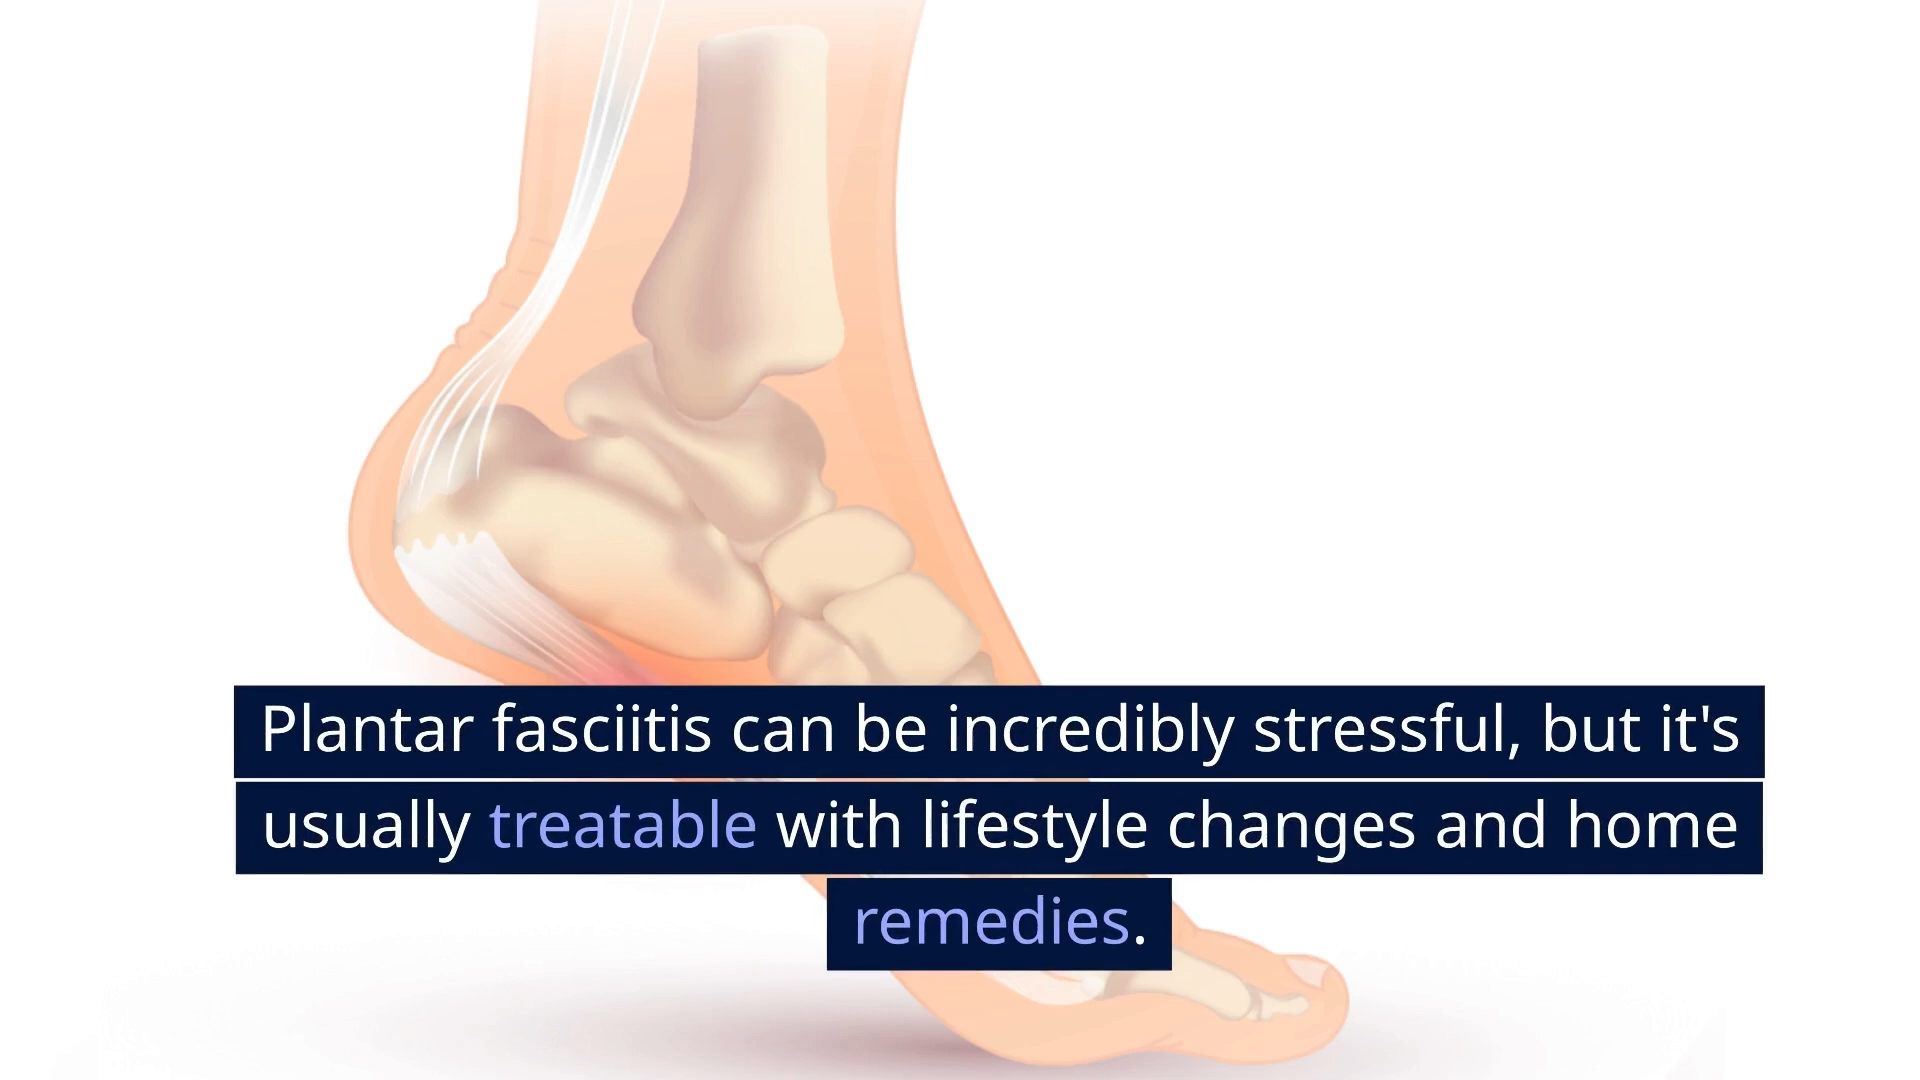 Plantar fasciitis can be incredibly stressful, but it's
usually treatable with lifestyle changes and home
remedies.